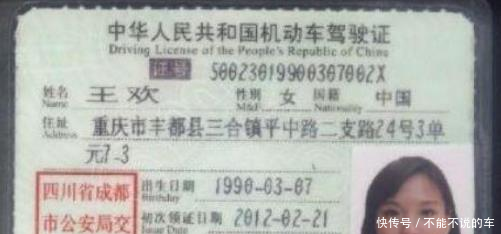 中华人民共和国机动车驾驶证
Driving License of the People's Republic of China
证号 50023019900307002X
姓名 王欢 性别 女 国籍 中国
Name M&F Nationality
住址 重庆市丰都县三合镇平中路二支路24号3单
Address
元7-3
四川省成都 出生日期 1990-03-07
Birthday
市公安局交 初次领证日期 2012-02-21
快传号/不能不说的车